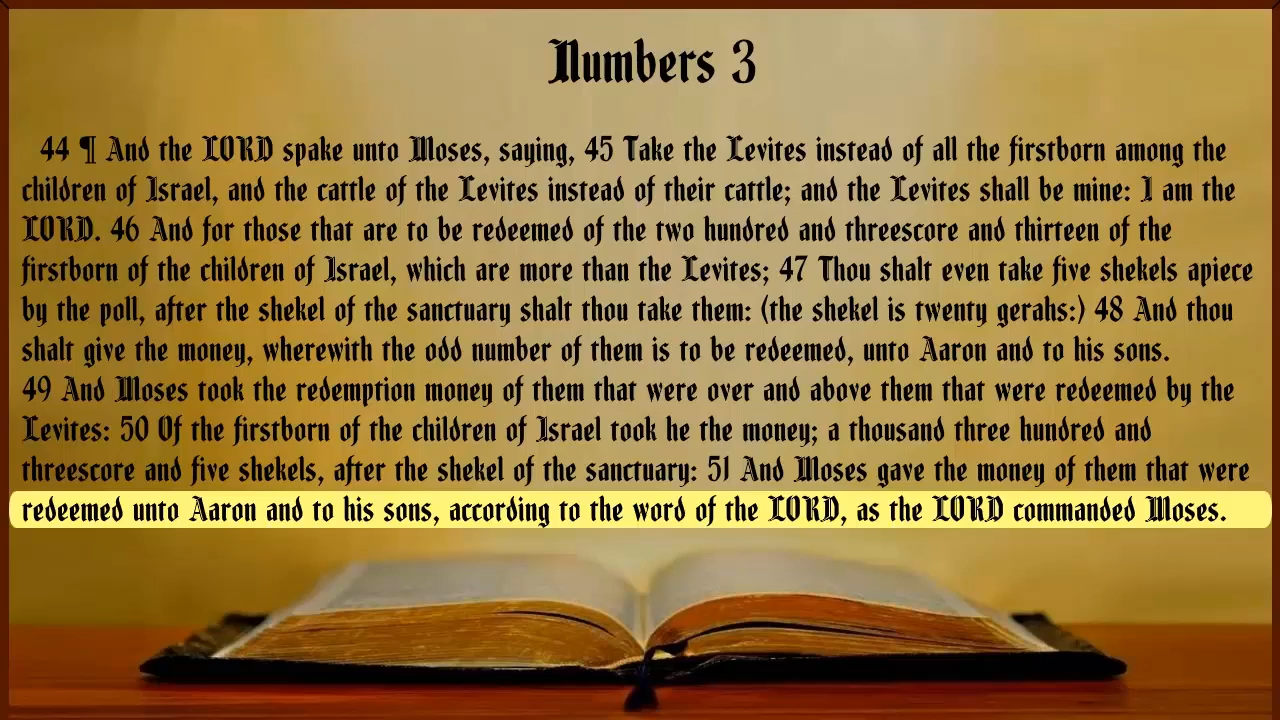 Numbers 3
44 ¶ And the LORD spake unto Moses, saying, 45 Take the Levites instead of all the firstborn among the
children of Israel, and the cattle of the Levites instead of their cattle; and the Levites shall be mine: I am the
LORD. 46 And for those that are to be redeemed of the two hundred and threescore and thirteen of the
firstborn of the children of Israel, which are more than the Levites; 47 Thou shalt even take five shekels apiece
by the poll, after the shekel of the sanctuary shalt thou take them: (the shekel is twenty gerahs:) 48 And thou
shalt give the money, wherewith the odd number of them is to be redeemed, unto Aaron and to his sons.
49 And Moses took the redemption money of them that were over and above them that were redeemed by the
Levites: 50 Of the firstborn of the children of Israel took he the money; a thousand three hundred and
threescore and five shekels, after the shekel of the sanctuary: 51 And Moses gave the money of them that were
redeemed unto Aaron and to his sons, according to the word of the LORD, as the LORD commanded Moses.